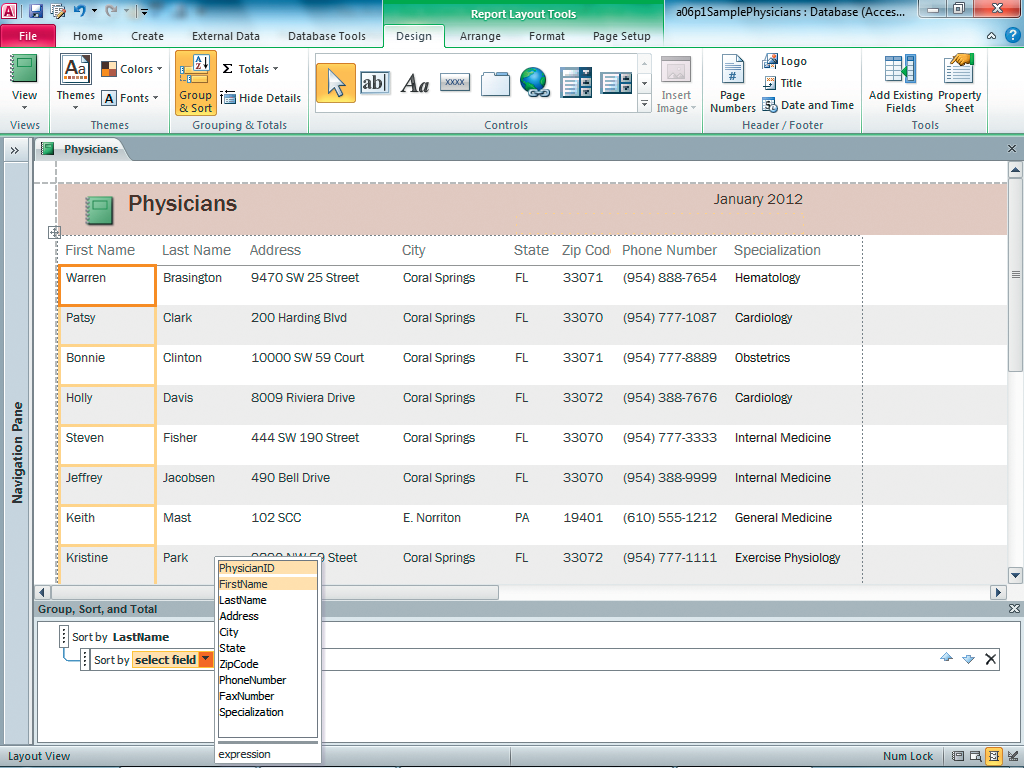 Report Layout Tools
a06p1SamplePhysicians : Database (Acces...
File Home Create External Data Database Tools Design Arrange Format Page Setup
View
Views
Themes
Colors
Fonts
Themes
Group & Sort
Σ Totals
Hide Details
Grouping & Totals
ab|
Aa
XXXX
Controls
Insert Image
Page Numbers
Logo
Title
Date and Time
Header / Footer
Add Existing Fields
Property Sheet
Tools
Physicians
Navigation Pane
Physicians January 2012
First Name Last Name Address City State Zip Cod Phone Number Specialization
Warren Brasington 9470 SW 25 Street Coral Springs FL 33071 (954) 888-7654 Hematology
Patsy Clark 200 Harding Blvd Coral Springs FL 33070 (954) 777-1087 Cardiology
Bonnie Clinton 10000 SW 59 Court Coral Springs FL 33071 (954) 777-8889 Obstetrics
Holly Davis 8009 Riviera Drive Coral Springs FL 33072 (954) 388-7676 Cardiology
Steven Fisher 444 SW 190 Street Coral Springs FL 33070 (954) 777-3333 Internal Medicine
Jeffrey Jacobsen 490 Bell Drive Coral Springs FL 33070 (954) 388-9999 Internal Medicine
Keith Mast 102 SCC E. Norriton PA 19401 (610) 555-1212 General Medicine
Kristine Park NW 59 Steet Coral Springs FL 33072 (954) 777-1111 Exercise Physiology
Group, Sort, and Total
Sort by LastName
Sort by select field
PhysicianID
FirstName
LastName
Address
City
State
ZipCode
PhoneNumber
FaxNumber
Specialization
expression
Layout View Num Lock